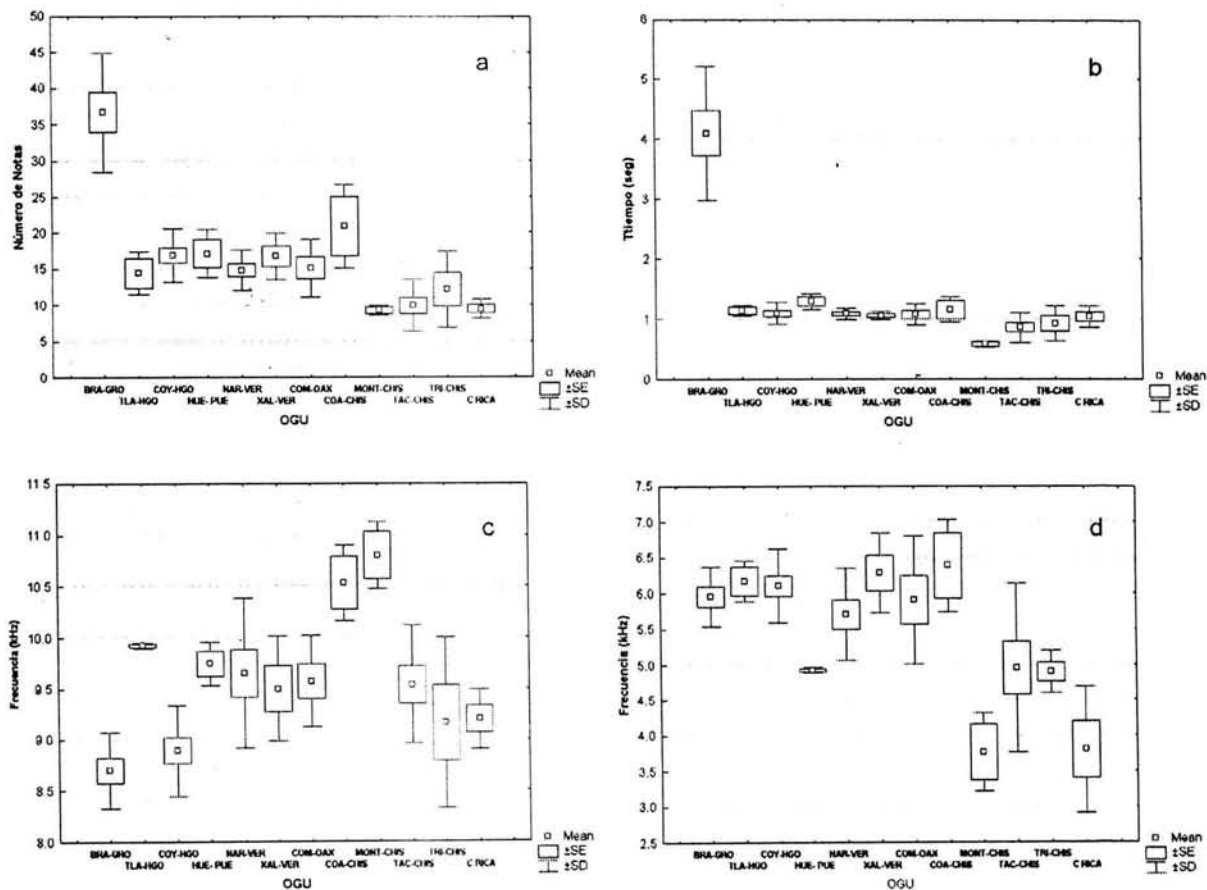 a
Número de Notas
50
45
40
35
30
25
20
15
10
5
0
BRA-GRO COY-HGO NAR-VER COM-OAX MONT-CHIS TRI-CHIS
TLA-HGO HUE- PUE XAL-VER COA-CHIS TAC-CHIS C RICA
OGU
Mean
±SE
±SD
b
Ttiempo (seg)
6
5
4
3
2
1
0
BRA-GRO COY-HGO NAR-VER COM-OAX MONT-CHIS TRI-CHIS
TLA-HGO HUE- PUE XAL-VER COA-CHIS TAC-CHIS C RICA
OGU
Mean
±SE
±SD
c
Frecuencia (kHz)
11.5
11.0
10.5
10.0
9.5
9.0
8.5
8.0
BRA-GRO COY-HGO NAR-VER COM-OAX MONT-CHIS TRI-CHIS
TLA-HGO HUE- PUE XAL-VER COA-CHIS TAC-CHIS C RICA
OGU
Mean
±SE
±SD
d
Frecuencia (kHz)
7.5
7.0
6.5
6.0
5.5
5.0
4.5
4.0
3.5
3.0
2.5
BRA-GRO COY-HGO NAR-VER COM-OAX MONT-CHIS TRI-CHIS
TLA-HGO HUE- PUE XAL-VER COA-CHIS TAC-CHIS C RICA
OGU
Mean
±SE
±SD